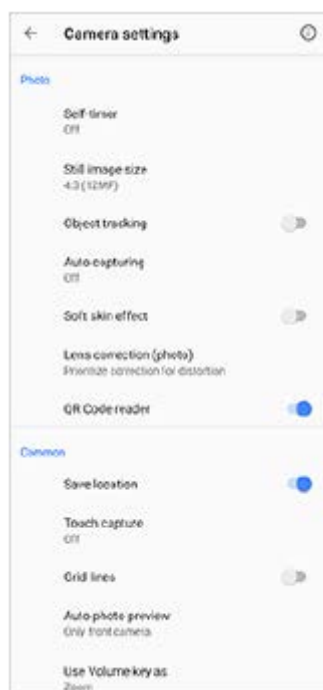 Camera settings
Photo
Self-timer
Off
Still image size
4:3 (12MP)
Object tracking
Auto capturing
Off
Soft skin effect
Lens correction (photo)
Prioritize correction for distortion
QR Code reader
Common
Save location
Touch capture
Off
Grid lines
Auto photo preview
Only front camera
Use Volume key as
Zoom